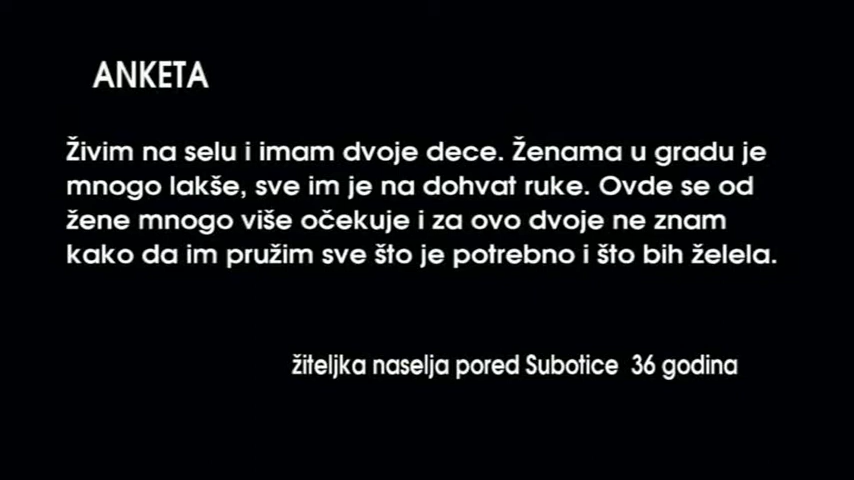 ANKETA
Živim na selu i imam dvoje dece. Ženama u gradu je
mnogo lakše, sve im je na dohvat ruke. Ovde se od
žene mnogo više očekuje i za ovo dvoje ne znam
kako da im pružim sve što je potrebno i što bih želela.
žiteljka naselja pored Subotice 36 godina